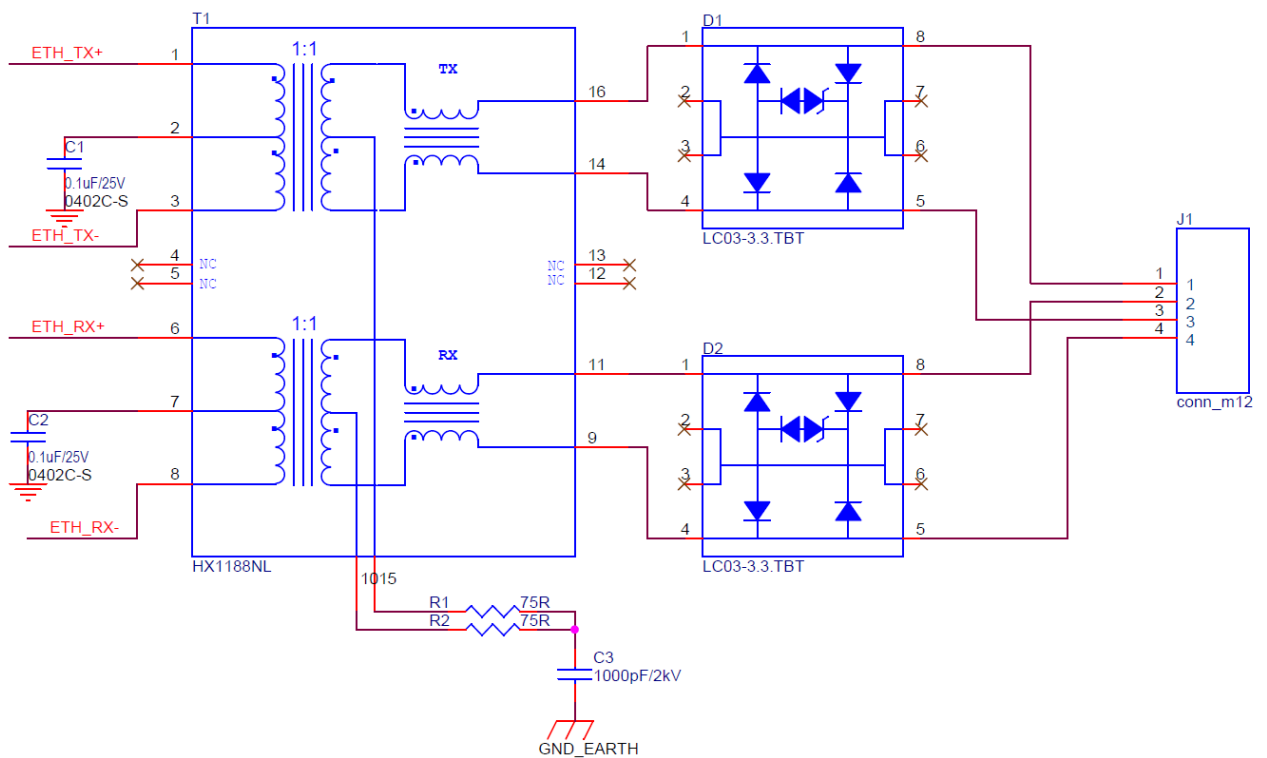 T1
D1
ETH_TX+
1
1:1
TX
16
1
8
2
7
2
C1
0.1uF/25V
0402C-S
3
6
14
3
4
5
ETH_TX-
LC03-3.3.TBT
J1
4
NC
NC
13
5
NC
NC
12
1
1
2
2
3
3
4
4
ETH_RX+
6
1:1
RX
11
D2
1
8
conn_m12
7
C2
0.1uF/25V
0402C-S
2
7
9
8
3
6
ETH_RX-
4
5
HX1188NL
LC03-3.3.TBT
1015
R1
75R
R2
75R
C3
1000pF/2kV
GND_EARTH